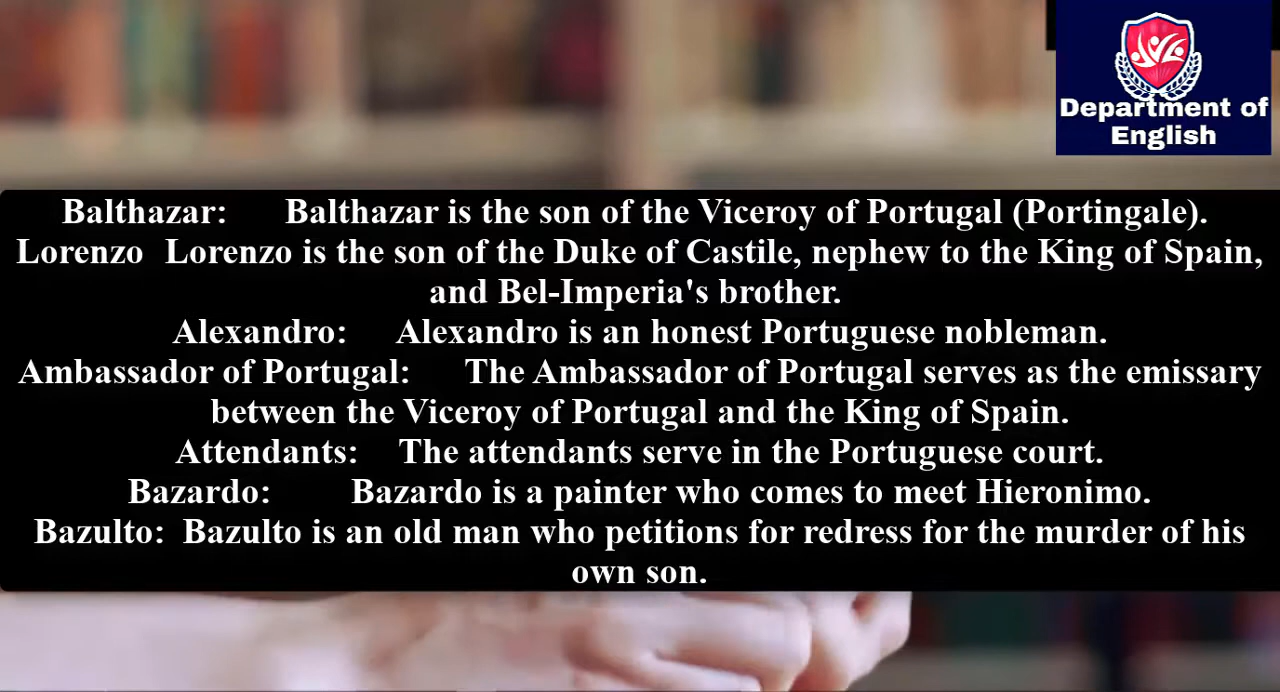 Department of
English
Balthazar: Balthazar is the son of the Viceroy of Portugal (Portingale).
Lorenzo Lorenzo is the son of the Duke of Castile, nephew to the King of Spain,
and Bel-Imperia's brother.
Alexandro: Alexandro is an honest Portuguese nobleman.
Ambassador of Portugal: The Ambassador of Portugal serves as the emissary
between the Viceroy of Portugal and the King of Spain.
Attendants: The attendants serve in the Portuguese court.
Bazardo: Bazardo is a painter who comes to meet Hieronimo.
Bazulto: Bazulto is an old man who petitions for redress for the murder of his
own son.